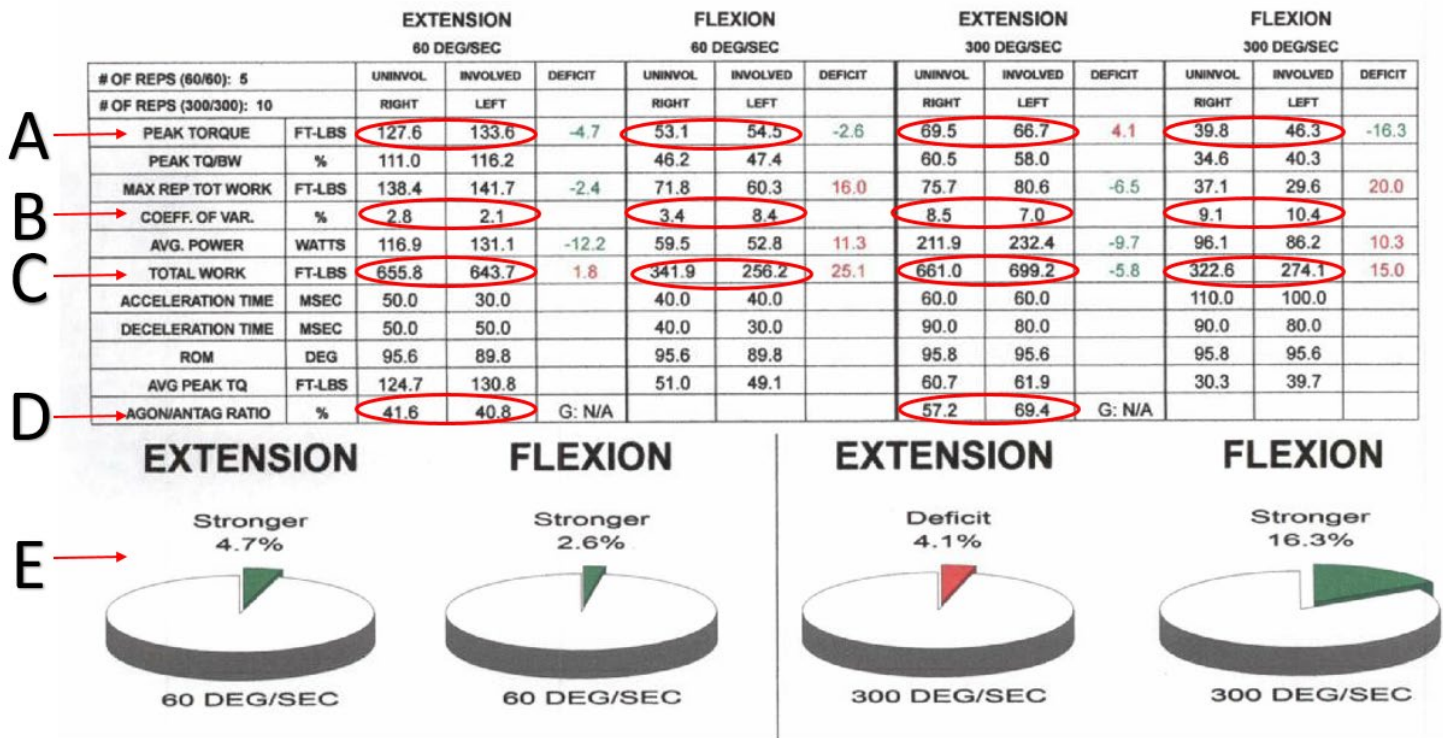 EXTENSION FLEXION EXTENSION FLEXION
60 DEG/SEC 60 DEG/SEC 300 DEG/SEC 300 DEG/SEC
# OF REPS (60/60): 5 UNINVOL INVOLVED DEFICIT UNINVOL INVOLVED DEFICIT UNINVOL INVOLVED DEFICIT UNINVOL INVOLVED DEFICIT
# OF REPS (300/300): 10 RIGHT LEFT RIGHT LEFT RIGHT LEFT RIGHT LEFT
A PEAK TORQUE FT-LBS 127.6 133.6 -4.7 53.1 54.5 -2.6 69.5 66.7 4.1 39.8 46.3 -16.3
PEAK TQ/BW % 111.0 116.2 46.2 47.4 60.5 58.0 34.6 40.3
MAX REP TOT WORK FT-LBS 138.4 141.7 -2.4 71.8 60.3 16.0 75.7 80.6 -6.5 37.1 29.6 20.0
B COEFF. OF VAR. % 2.8 2.1 3.4 8.4 8.5 7.0 9.1 10.4
AVG. POWER WATTS 116.9 131.1 -12.2 59.5 52.8 11.3 211.9 232.4 -9.7 96.1 86.2 10.3
C TOTAL WORK FT-LBS 655.8 643.7 1.8 341.9 256.2 25.1 661.0 699.2 -5.8 322.6 274.1 15.0
ACCELERATION TIME MSEC 50.0 30.0 40.0 40.0 60.0 60.0 110.0 100.0
DECELERATION TIME MSEC 50.0 50.0 40.0 30.0 90.0 80.0 90.0 80.0
ROM DEG 95.6 89.8 95.6 89.8 95.8 95.6 95.8 95.6
AVG PEAK TQ FT-LBS 124.7 130.8 51.0 49.1 60.7 61.9 30.3 39.7
D AGON/ANTAG RATIO % 41.6 40.8 G: N/A 57.2 69.4 G: N/A
EXTENSION FLEXION EXTENSION FLEXION
Stronger Stronger Deficit Stronger
4.7% 2.6% 4.1% 16.3%
E
60 DEG/SEC 60 DEG/SEC 300 DEG/SEC 300 DEG/SEC